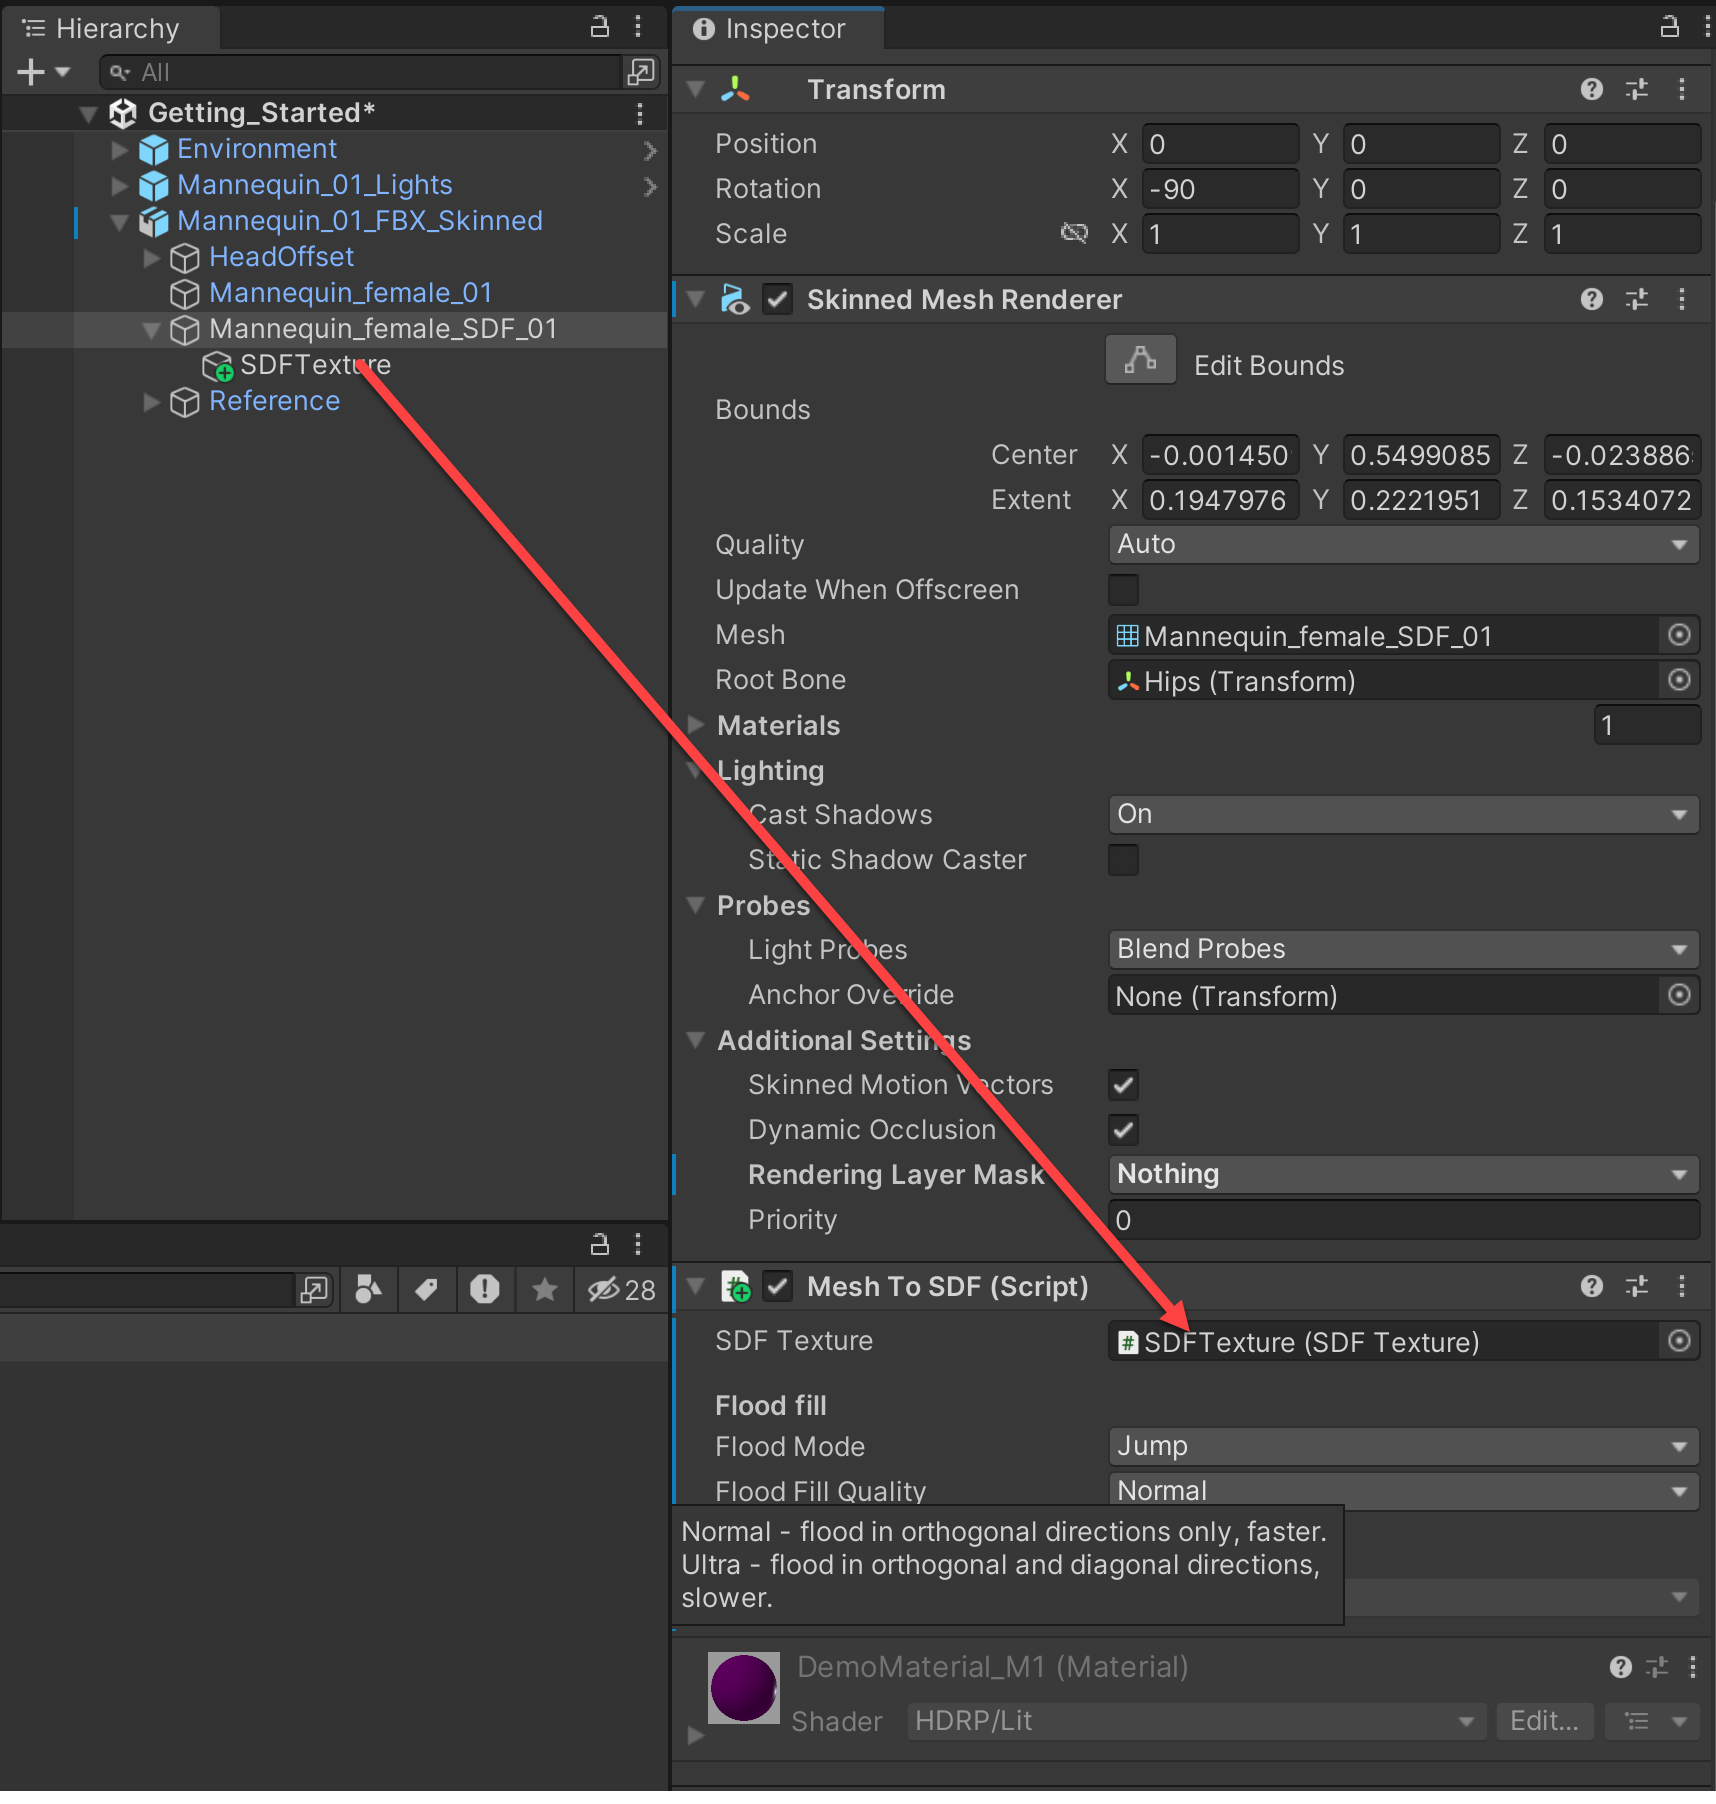 Hierarchy
All
Getting_Started*
Environment
Mannequin_01_Lights
Mannequin_01_FBX_Skinned
HeadOffset
Mannequin_female_01
Mannequin_female_SDF_01
SDFTexture
Reference
28
Inspector
Transform
Position X 0 Y 0 Z 0
Rotation X -90 Y 0 Z 0
Scale X 1 Y 1 Z 1
Skinned Mesh Renderer
Edit Bounds
Bounds
Center X -0.001450 Y 0.5499085 Z -0.023886
Extent X 0.1947976 Y 0.2221951 Z 0.1534072
Quality Auto
Update When Offscreen
Mesh Mannequin_female_SDF_01
Root Bone Hips (Transform)
Materials 1
Lighting
Cast Shadows On
Static Shadow Caster
Probes
Light Probes Blend Probes
Anchor Override None (Transform)
Additional Settings
Skinned Motion Vectors
Dynamic Occlusion
Rendering Layer Mask Nothing
Priority 0
Mesh To SDF (Script)
SDF Texture SDFTexture (SDF Texture)
Flood fill
Flood Mode Jump
Flood Fill Quality Normal
Normal - flood in orthogonal directions only, faster.
Ultra - flood in orthogonal and diagonal directions,
slower.
DemoMaterial_M1 (Material)
Shader HDRP/Lit Edit...